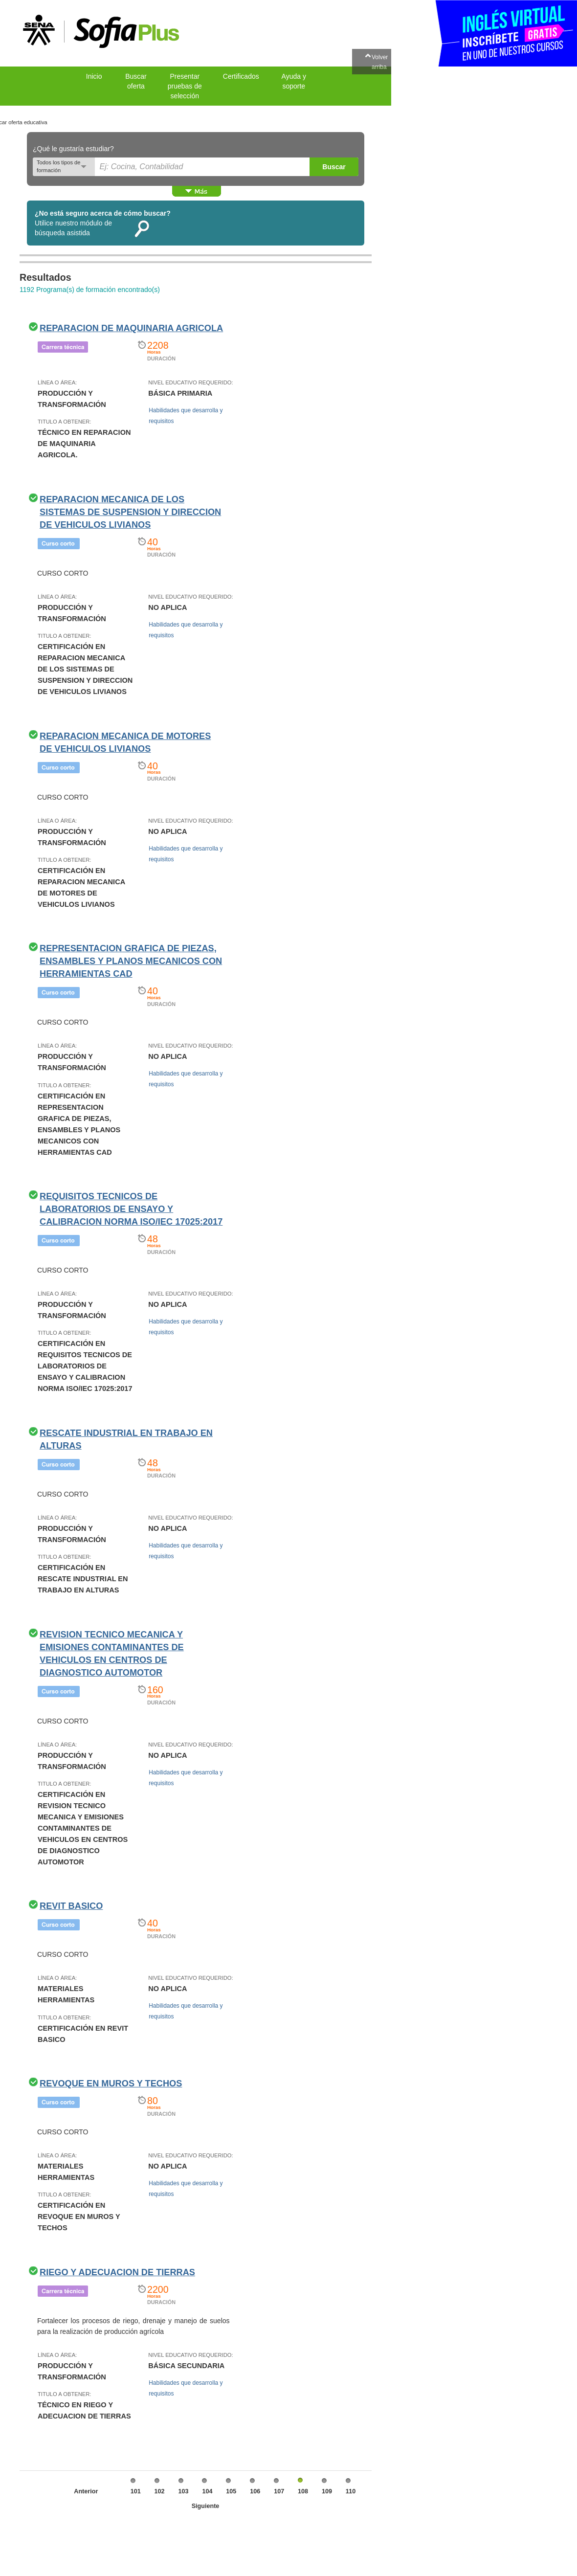 SENA
SofiaPlus
INGLÉS VIRTUAL
INSCRÍBETE GRATIS
EN UNO DE NUESTROS CURSOS
Volver
arriba
Inicio
Buscar
oferta
Presentar
pruebas de
selección
Certificados
Ayuda y
soporte
car oferta educativa
¿Qué le gustaría estudiar?
Todos los tipos de
formación
Ej: Cocina, Contabilidad
Buscar
Más
¿No está seguro acerca de cómo buscar?
Utilice nuestro módulo de
búsqueda asistida
Resultados
1192 Programa(s) de formación encontrado(s)
REPARACION DE MAQUINARIA AGRICOLA
Carrera técnica
2208
Horas
DURACIÓN
LÍNEA O ÁREA:
PRODUCCIÓN Y
TRANSFORMACIÓN
TITULO A OBTENER:
TÉCNICO EN REPARACION
DE MAQUINARIA
AGRICOLA.
NIVEL EDUCATIVO REQUERIDO:
BÁSICA PRIMARIA
Habilidades que desarrolla y
requisitos
REPARACION MECANICA DE LOS
SISTEMAS DE SUSPENSION Y DIRECCION
DE VEHICULOS LIVIANOS
Curso corto
40
Horas
DURACIÓN
CURSO CORTO
LÍNEA O ÁREA:
PRODUCCIÓN Y
TRANSFORMACIÓN
TITULO A OBTENER:
CERTIFICACIÓN EN
REPARACION MECANICA
DE LOS SISTEMAS DE
SUSPENSION Y DIRECCION
DE VEHICULOS LIVIANOS
NIVEL EDUCATIVO REQUERIDO:
NO APLICA
Habilidades que desarrolla y
requisitos
REPARACION MECANICA DE MOTORES
DE VEHICULOS LIVIANOS
Curso corto
40
Horas
DURACIÓN
CURSO CORTO
LÍNEA O ÁREA:
PRODUCCIÓN Y
TRANSFORMACIÓN
TITULO A OBTENER:
CERTIFICACIÓN EN
REPARACION MECANICA
DE MOTORES DE
VEHICULOS LIVIANOS
NIVEL EDUCATIVO REQUERIDO:
NO APLICA
Habilidades que desarrolla y
requisitos
REPRESENTACION GRAFICA DE PIEZAS,
ENSAMBLES Y PLANOS MECANICOS CON
HERRAMIENTAS CAD
Curso corto
40
Horas
DURACIÓN
CURSO CORTO
LÍNEA O ÁREA:
PRODUCCIÓN Y
TRANSFORMACIÓN
TITULO A OBTENER:
CERTIFICACIÓN EN
REPRESENTACION
GRAFICA DE PIEZAS,
ENSAMBLES Y PLANOS
MECANICOS CON
HERRAMIENTAS CAD
NIVEL EDUCATIVO REQUERIDO:
NO APLICA
Habilidades que desarrolla y
requisitos
REQUISITOS TECNICOS DE
LABORATORIOS DE ENSAYO Y
CALIBRACION NORMA ISO/IEC 17025:2017
Curso corto
48
Horas
DURACIÓN
CURSO CORTO
LÍNEA O ÁREA:
PRODUCCIÓN Y
TRANSFORMACIÓN
TITULO A OBTENER:
CERTIFICACIÓN EN
REQUISITOS TECNICOS DE
LABORATORIOS DE
ENSAYO Y CALIBRACION
NORMA ISO/IEC 17025:2017
NIVEL EDUCATIVO REQUERIDO:
NO APLICA
Habilidades que desarrolla y
requisitos
RESCATE INDUSTRIAL EN TRABAJO EN
ALTURAS
Curso corto
48
Horas
DURACIÓN
CURSO CORTO
LÍNEA O ÁREA:
PRODUCCIÓN Y
TRANSFORMACIÓN
TITULO A OBTENER:
CERTIFICACIÓN EN
RESCATE INDUSTRIAL EN
TRABAJO EN ALTURAS
NIVEL EDUCATIVO REQUERIDO:
NO APLICA
Habilidades que desarrolla y
requisitos
REVISION TECNICO MECANICA Y
EMISIONES CONTAMINANTES DE
VEHICULOS EN CENTROS DE
DIAGNOSTICO AUTOMOTOR
Curso corto
160
Horas
DURACIÓN
CURSO CORTO
LÍNEA O ÁREA:
PRODUCCIÓN Y
TRANSFORMACIÓN
TITULO A OBTENER:
CERTIFICACIÓN EN
REVISION TECNICO
MECANICA Y EMISIONES
CONTAMINANTES DE
VEHICULOS EN CENTROS
DE DIAGNOSTICO
AUTOMOTOR
NIVEL EDUCATIVO REQUERIDO:
NO APLICA
Habilidades que desarrolla y
requisitos
REVIT BASICO
Curso corto
40
Horas
DURACIÓN
CURSO CORTO
LÍNEA O ÁREA:
MATERIALES
HERRAMIENTAS
TITULO A OBTENER:
CERTIFICACIÓN EN REVIT
BASICO
NIVEL EDUCATIVO REQUERIDO:
NO APLICA
Habilidades que desarrolla y
requisitos
REVOQUE EN MUROS Y TECHOS
Curso corto
80
Horas
DURACIÓN
CURSO CORTO
LÍNEA O ÁREA:
MATERIALES
HERRAMIENTAS
TITULO A OBTENER:
CERTIFICACIÓN EN
REVOQUE EN MUROS Y
TECHOS
NIVEL EDUCATIVO REQUERIDO:
NO APLICA
Habilidades que desarrolla y
requisitos
RIEGO Y ADECUACION DE TIERRAS
Carrera técnica
2200
Horas
DURACIÓN
Fortalecer los procesos de riego, drenaje y manejo de suelos
para la realización de producción agrícola
LÍNEA O ÁREA:
PRODUCCIÓN Y
TRANSFORMACIÓN
TITULO A OBTENER:
TÉCNICO EN RIEGO Y
ADECUACION DE TIERRAS
NIVEL EDUCATIVO REQUERIDO:
BÁSICA SECUNDARIA
Habilidades que desarrolla y
requisitos
Anterior 101 102 103 104 105 106 107 108 109 110
Siguiente